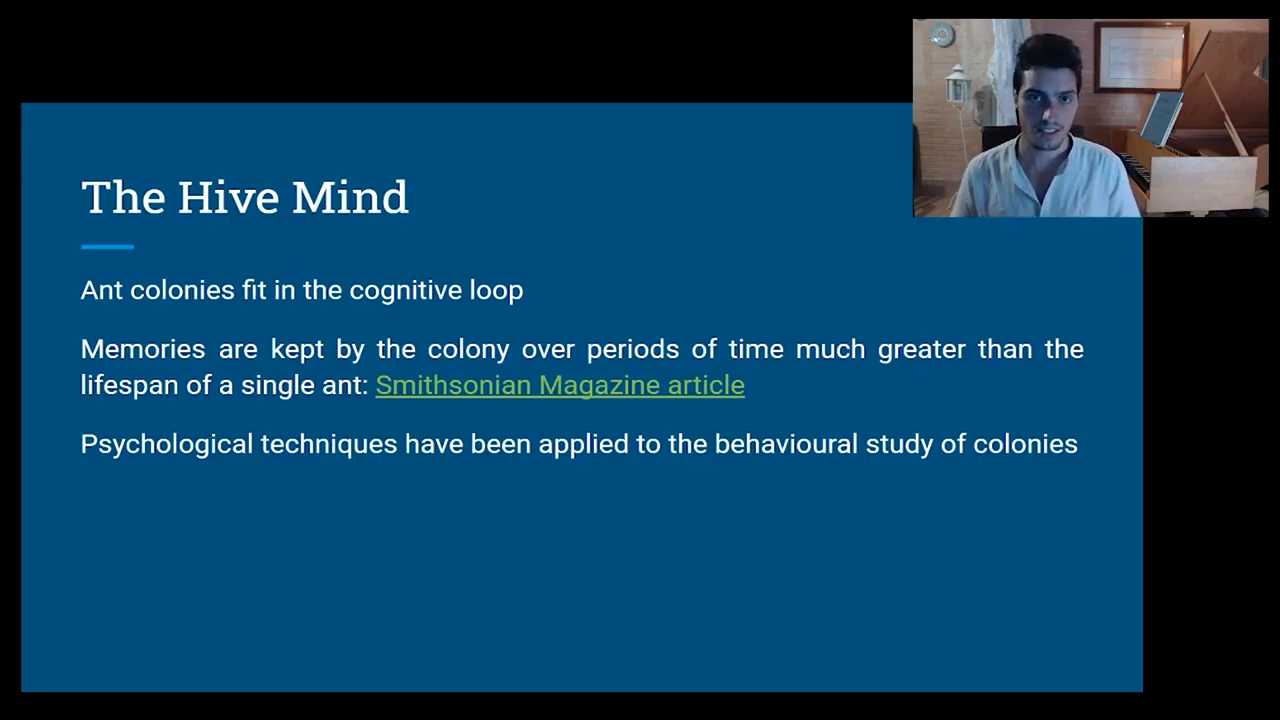 The Hive Mind
Ant colonies fit in the cognitive loop
Memories are kept by the colony over periods of time much greater than the
lifespan of a single ant: Smithsonian Magazine article
Psychological techniques have been applied to the behavioural study of colonies